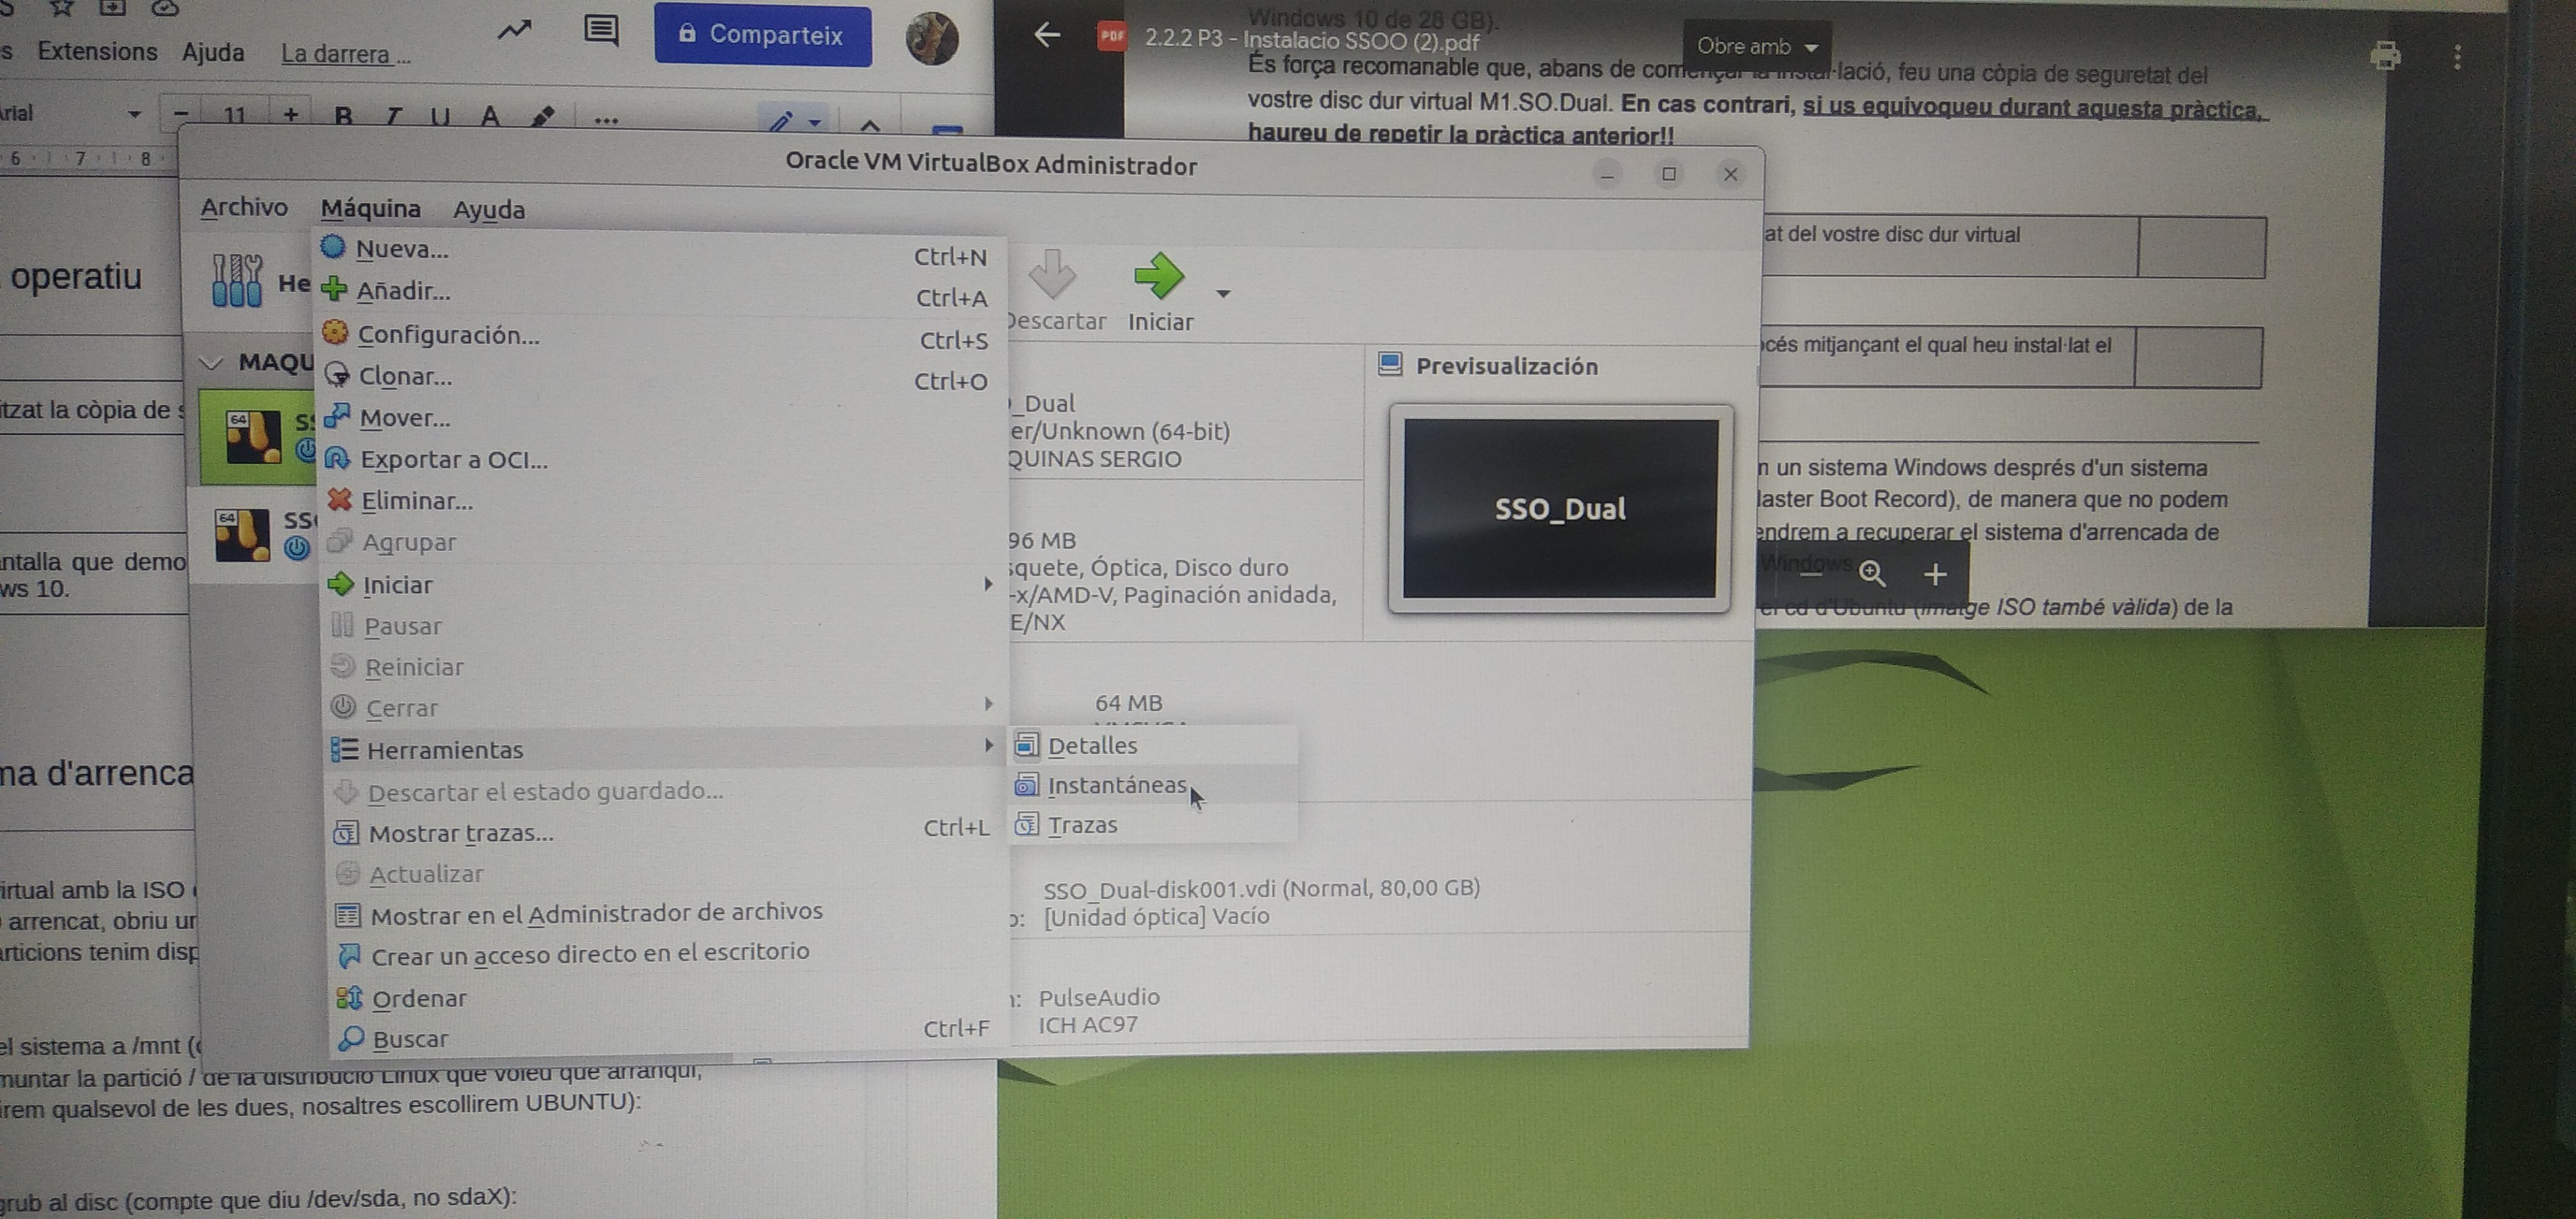 Extensions Ajuda La darrera ...
Comparteix
11
B I U A
6 7 8
operatiu
itzat la còpia de
ntalla que demo
ws 10.
ma d'arrenca
irtual amb la ISO
arrencat, obriu ur
articions tenim disp
el sistema a /mnt
muntar la partició / de la distribució Linux que voleu que arranqui,
irem qualsevol de les dues, nosaltres escollirem UBUNTU):
grub al disc (compte que diu /dev/sda, no sdaX):
PDF 2.2.2 P3 - Instalacio SSOO (2).pdf
Obre amb
Windows 10 de 28 GB).
És força recomanable que, abans de començar la instal·lació, feu una còpia de seguretat del
vostre disc dur virtual M1.SO.Dual. En cas contrari, si us equivoqueu durant aquesta pràctica,
haureu de repetir la pràctica anterior!!
at del vostre disc dur virtual
cés mitjançant el qual heu instal·lat el
n un sistema Windows després d'un sistema
laster Boot Record), de manera que no podem
endrem a recuperar el sistema d'arrencada de
Windows.
el cd d'Ubuntu (imatge ISO també vàlida) de la
Oracle VM VirtualBox Administrador
Archivo Máquina Ayuda
He
MAQU
64
64
SS
Nueva... Ctrl+N
Añadir... Ctrl+A
Configuración... Ctrl+S
Clonar... Ctrl+O
Mover...
Exportar a OCI...
Eliminar...
Agrupar
Iniciar
Pausar
Reiniciar
Cerrar
Herramientas
Descartar el estado guardado...
Mostrar trazas... Ctrl+L
Actualizar
Mostrar en el Administrador de archivos
Crear un acceso directo en el escritorio
Ordenar
Buscar Ctrl+F
Detalles
Instantáneas
Trazas
Descartar Iniciar
_Dual
er/Unknown (64-bit)
QUINAS SERGIO
96 MB
squete, Óptica, Disco duro
-x/AMD-V, Paginación anidada,
E/NX
64 MB
SSO_Dual-disk001.vdi (Normal, 80,00 GB)
[Unidad óptica] Vacío
PulseAudio
ICH AC97
Previsualización
SSO_Dual